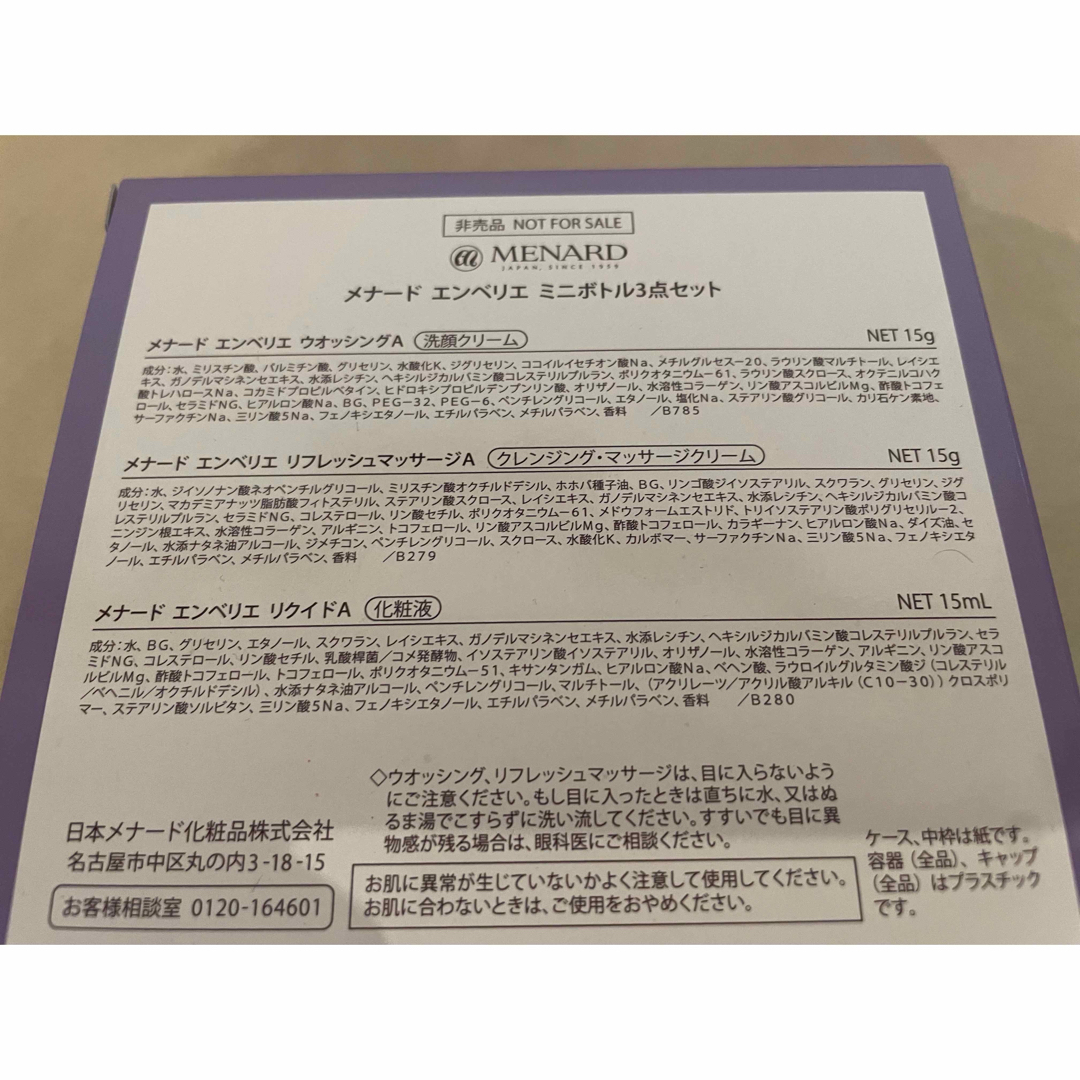 非売品 NOT FOR SALE
MENARD
JAPAN, SINCE 1959
メナード エンベリエ ミニボトル3点セット
メナード エンベリエ ウオッシングA 洗顔クリーム NET 15g
成分:水、ミリスチン酸、パルミチン酸、グリセリン、水酸化K、ジグリセリン、ココイルイセチオン酸Na、メチルグルセス-20、ラウリン酸マルチトール、レイシエ
キス、ガノデルマシネンセエキス、水添レシチン、ヘキシルジカルバミン酸コレステリルプルラン、ポリクオタニウム-61、ラウリン酸スクロース、オクテニルコハク
酸トレハロースNa、コカミドプロピルベタイン、ヒドロキシプロピルデンプンリン酸、オリザノール、水溶性コラーゲン、リン酸アスコルビルMg、酢酸トコフェ
ロール、セラミドNG、ヒアルロン酸Na、BG、PEG-32、PEG-6、ペンチレングリコール、エタノール、塩化Na、ステアリン酸グリコール、カリ石ケン素地、
サーファクチンNa、三リン酸5Na、フェノキシエタノール、エチルパラベン、メチルパラベン、香料 /B785
メナード エンベリエ リフレッシュマッサージA クレンジング・マッサージクリーム NET 15g
成分:水、ジイソノナン酸ネオペンチルグリコール、ミリスチン酸オクチルドデシル、ホホバ種子油、BG、リンゴ酸ジイソステアリル、スクワラン、グリセリン、ジグ
リセリン、マカデミアナッツ脂肪酸フィトステリル、ステアリン酸スクロース、レイシエキス、ガノデルマシネンセエキス、水添レシチン、ヘキシルジカルバミン酸コ
レステリルプルラン、セラミドNG、コレステロール、リン酸セチル、ポリクオタニウム-61、メドウフォームエストリド、トリイソステアリン酸ポリグリセリル-2、
ニンジン根エキス、水溶性コラーゲン、アルギニン、トコフェロール、リン酸アスコルビルMg、酢酸トコフェロール、カラギーナン、ヒアルロン酸Na、ダイズ油、セ
タノール、水添ナタネ油アルコール、ジメチコン、ペンチレングリコール、スクロース、水酸化K、カルボマー、サーファクチンNa、三リン酸5Na、フェノキシエタ
ノール、エチルパラベン、メチルパラベン、香料 /B279
メナード エンベリエ リクイドA 化粧液 NET 15mL
成分:水、BG、グリセリン、エタノール、スクワラン、レイシエキス、ガノデルマシネンセエキス、水添レシチン、ヘキシルジカルバミン酸コレステリルプルラン、セラ
ミドNG、コレステロール、リン酸セチル、乳酸桿菌/コメ発酵物、イソステアリン酸イソステアリル、オリザノール、水溶性コラーゲン、アルギニン、リン酸アスコ
ルビルMg、酢酸トコフェロール、トコフェロール、ポリクオタニウム-51、キサンタンガム、ヒアルロン酸Na、ベヘン酸、ラウロイルグルタミン酸ジ(コレステリル
/ベヘニル/オクチルドデシル)、水添ナタネ油アルコール、ペンチレングリコール、マルチトール、(アクリレーツ/アクリル酸アルキル(C10-30))クロスポリ
マー、ステアリン酸ソルビタン、三リン酸5Na、フェノキシエタノール、エチルパラベン、メチルパラベン、香料 /B280
◇ウオッシング、リフレッシュマッサージは、目に入らないよう
にご注意ください。もし目に入ったときは直ちに水、又はぬ
るま湯でこすらずに洗い流してください。すすいでも目に異
物感が残る場合は、眼科医にご相談ください。
日本メナード化粧品株式会社
名古屋市中区丸の内3-18-15
お客様相談室 0120-164601
お肌に異常が生じていないかよく注意して使用してください。
お肌に合わないときは、ご使用をおやめください。
ケース、中枠は紙です。
容器(全品)、キャップ
(全品)はプラスチック
です。